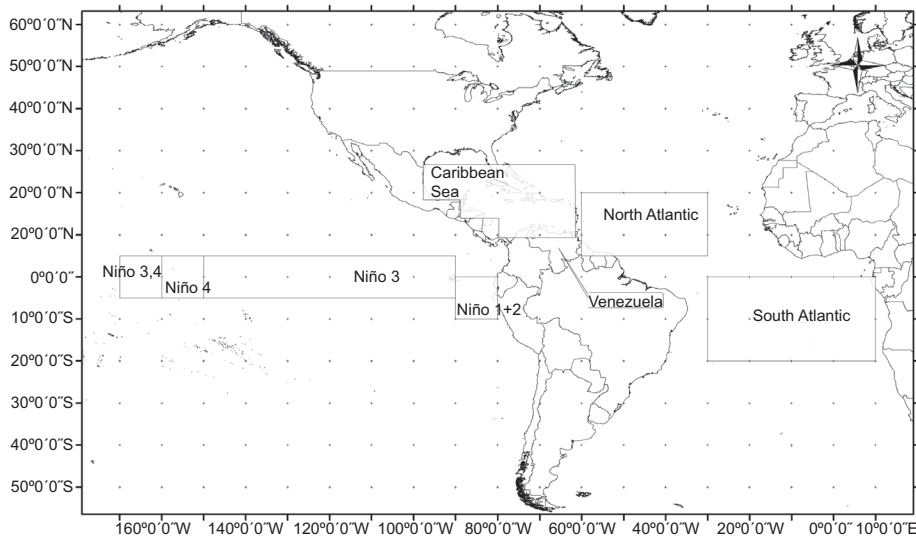 60º0´0˝N
50º0´0˝N
40º0´0˝N
30º0´0˝N
20º0´0˝N
20º0´0˝N
0º0´0˝
10º0´0˝S
20º0´0˝S
30º0´0˝S
40º0´0˝S
50º0´0˝S
Caribbean
Sea
North Atlantic
Niño 3,4
Niño 4
Niño 3
Niño 1+2
Venezuela
South Atlantic
160º0´0˝W 140º0´0˝W 120º0´0˝W 100º0´0˝W 80º0´0˝W 60º0´0˝W 40º0´0˝W 20º0´0˝W 0º0´0˝ 10º0´0˝E